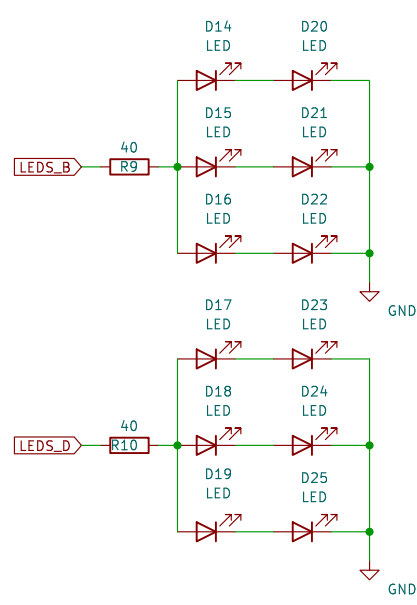 D14 D20
LED LED
D15 D21
LED LED
40
LEDS_B R9
D16 D22
LED LED
GND
D17 D23
LED LED
D18 D24
LED LED
40
LEDS_D R10
D19 D25
LED LED
GND